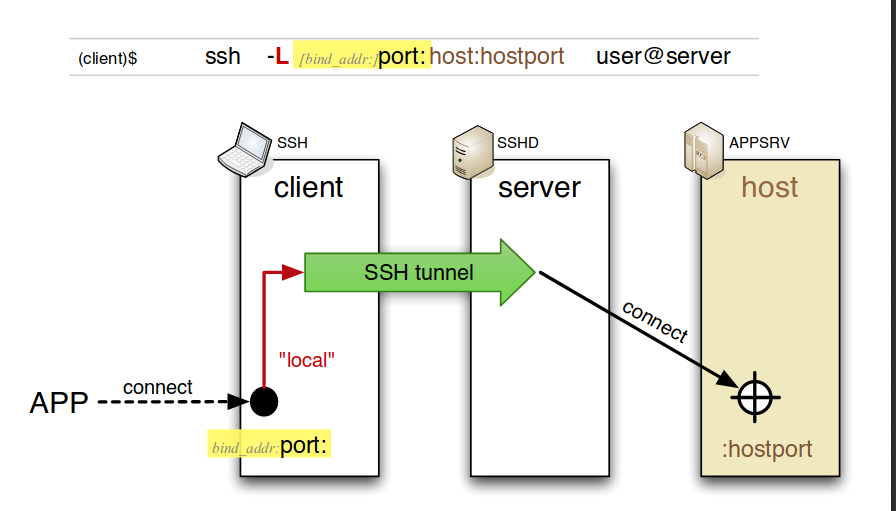 (client)$ ssh -L [bind_addr:]port:host:hostport user@server
SSH
SSHD
APPSRV
client
server
host
SSH tunnel
connect
"local"
APP
connect
bind_addr:port:
:hostport